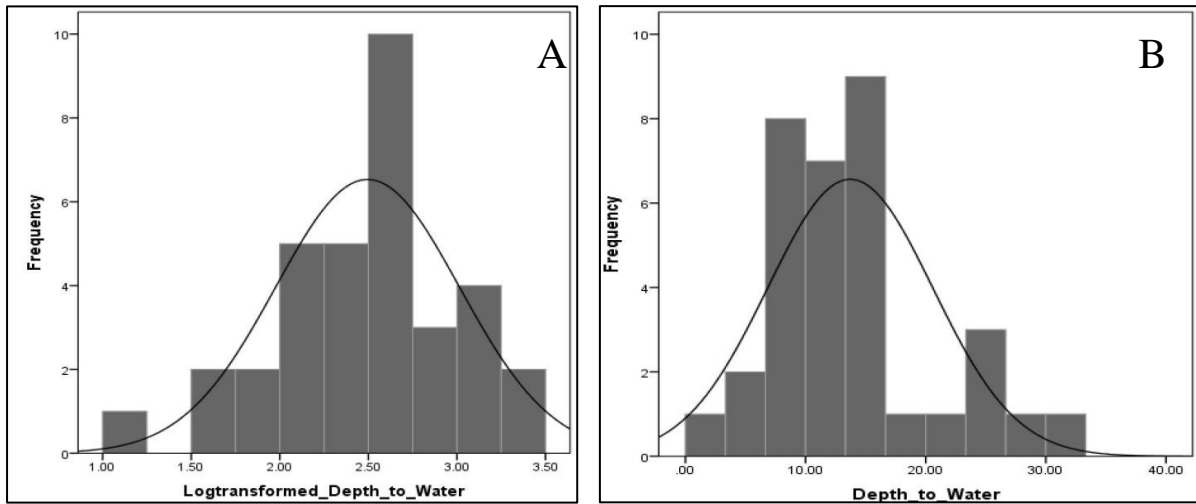 A
10
8
6
4
2
0
Frequency
1.00 1.50 2.00 2.50 3.00 3.50
Logtransformed_Depth_to_Water
B
10
8
6
4
2
0
Frequency
.00 10.00 20.00 30.00 40.00
Depth_to_Water